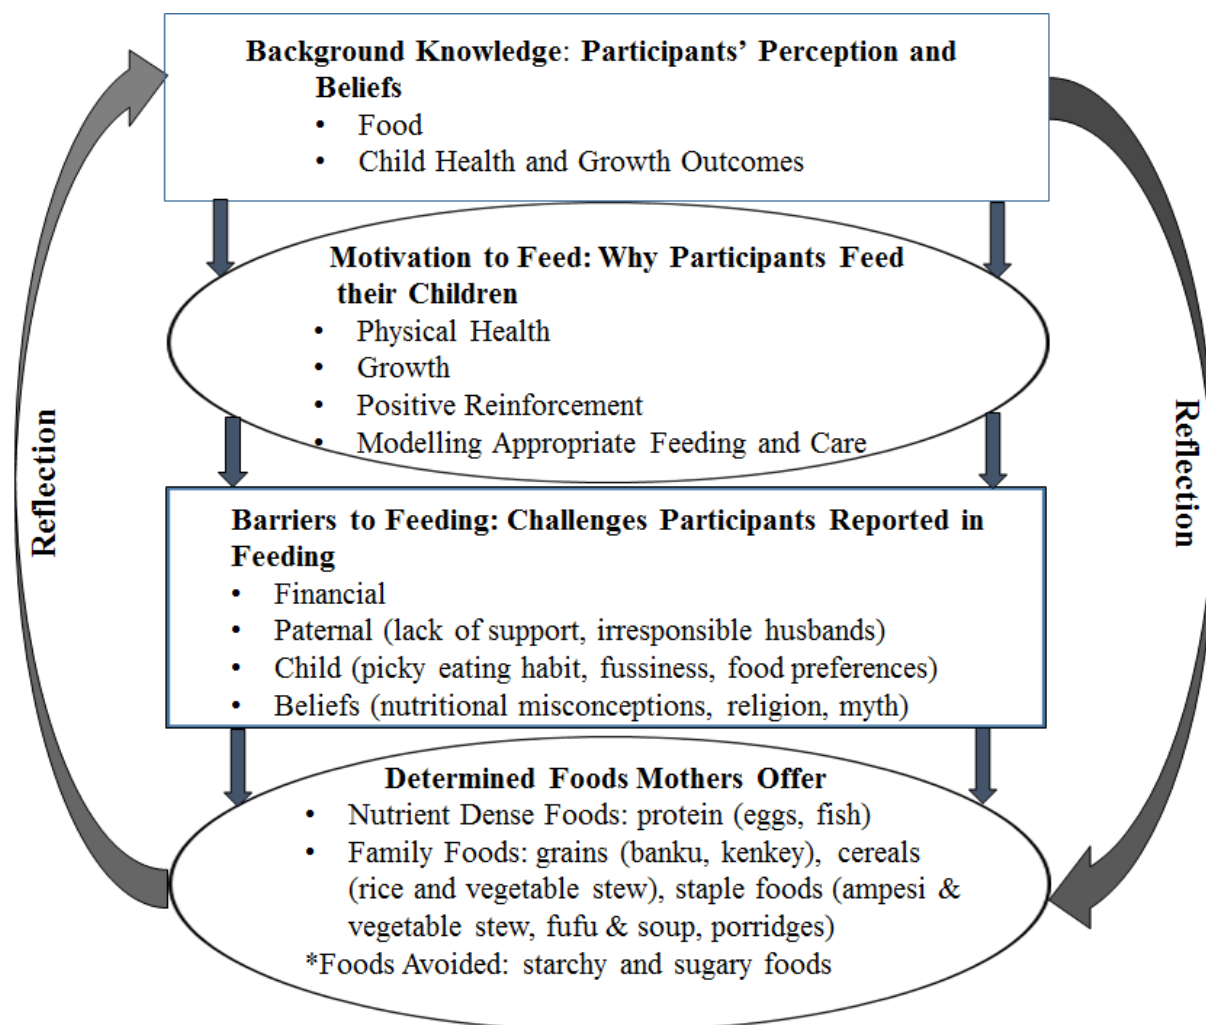 Background Knowledge: Participants’ Perception and
Beliefs
• Food
• Child Health and Growth Outcomes
Motivation to Feed: Why Participants Feed
their Children
• Physical Health
• Growth
• Positive Reinforcement
• Modelling Appropriate Feeding and Care
Reflection
Reflection
Barriers to Feeding: Challenges Participants Reported in
Feeding
• Financial
• Paternal (lack of support, irresponsible husbands)
• Child (picky eating habit, fussiness, food preferences)
• Beliefs (nutritional misconceptions, religion, myth)
Determined Foods Mothers Offer
• Nutrient Dense Foods: protein (eggs, fish)
• Family Foods: grains (banku, kenkey), cereals
(rice and vegetable stew), staple foods (ampesi &
vegetable stew, fufu & soup, porridges)
*Foods Avoided: starchy and sugary foods